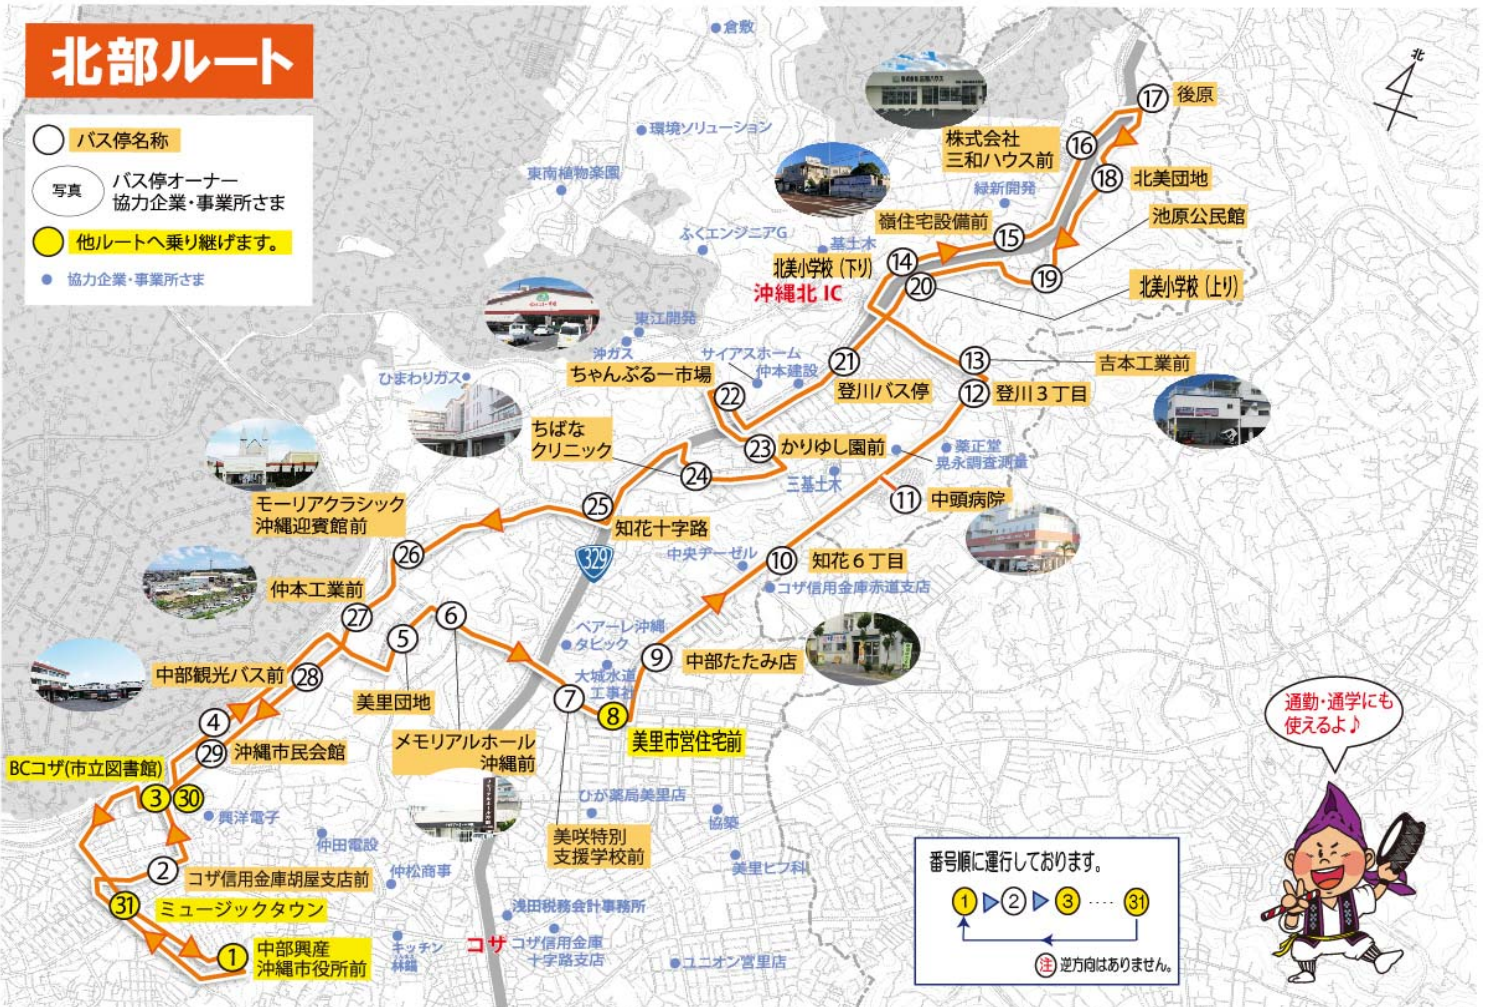 北部ルート
バス停名称
写真
バス停オーナー
協力企業・事業所さま
他ルートへ乗り継げます。
協力企業・事業所さま
北
倉敷
環境ソリューション
東南植物楽園
ふくエンジニアG
基土木
緑新開発
17
後原
株式会社
三和ハウス前
16
18
北美団地
池原公民館
嶺住宅設備前
15
北美小学校（下り）
14
沖縄北 IC
20
19
北美小学校（上り）
東江開発
沖ガス
サイアスホーム
仲本建設
ひまわりガス
ちゃんぷるー市場
22
21
登川バス停
13
吉本工業前
12
登川３丁目
ちばな
クリニック
23
かりゆし園前
24
三基土木
薬正堂
晃永調査測量
11
中頭病院
モーリアクラシック
沖縄迎賓館前
25
知花十字路
329
26
中央ヂーゼル
10
知花６丁目
コザ信用金庫赤道支店
仲本工業前
27
5
6
ペアーレ沖縄
タピック
大城水道
工事社
9
中部たたみ店
中部観光バス前
28
美里団地
7
8
美里市営住宅前
4
29
沖縄市民会館
メモリアルホール
沖縄前
BCコザ(市立図書館)
3
30
興洋電子
仲田電設
ひが薬局美里店
協築
美咲特別
支援学校前
美里ヒフ科
2
コザ信用金庫胡屋支店前
仲松商事
31
ミュージックタウン
浅田税務会計事務所
コザ
コザ信用金庫
十字路支店
キッチン
林鐺
ユニオン宮里店
1
中部興産
沖縄市役所前
通勤・通学にも
使えるよ♪
番号順に運行しております。
1 2 3 ‥‥ 31
注 逆方向はありません。